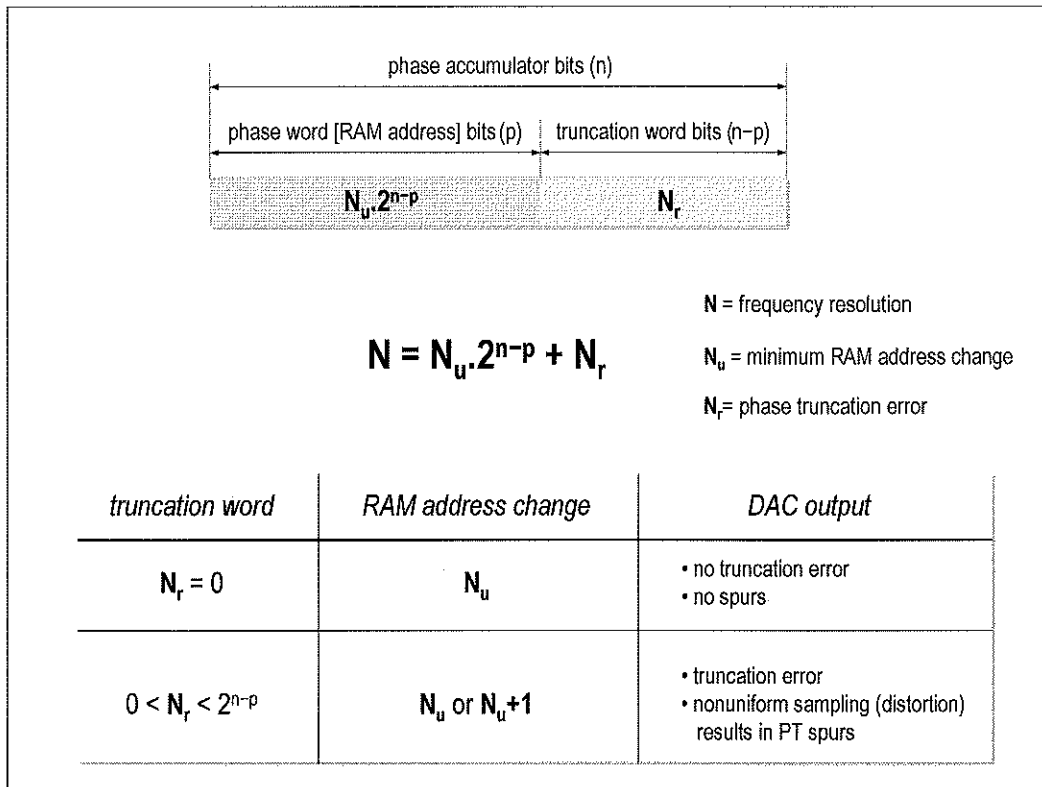 phase accumulator bits (n)
phase word [RAM address] bits (p)
truncation word bits (n–p)
Nᵤ.2ⁿ⁻ᵖ
Nᵣ
N = Nᵤ.2ⁿ⁻ᵖ + Nᵣ
N = frequency resolution
Nᵤ = minimum RAM address change
Nᵣ= phase truncation error
truncation word
RAM address change
DAC output
Nᵣ = 0
Nᵤ
• no truncation error
• no spurs
0 < Nᵣ < 2ⁿ⁻ᵖ
Nᵤ or Nᵤ+1
• truncation error
• nonuniform sampling (distortion)
results in PT spurs